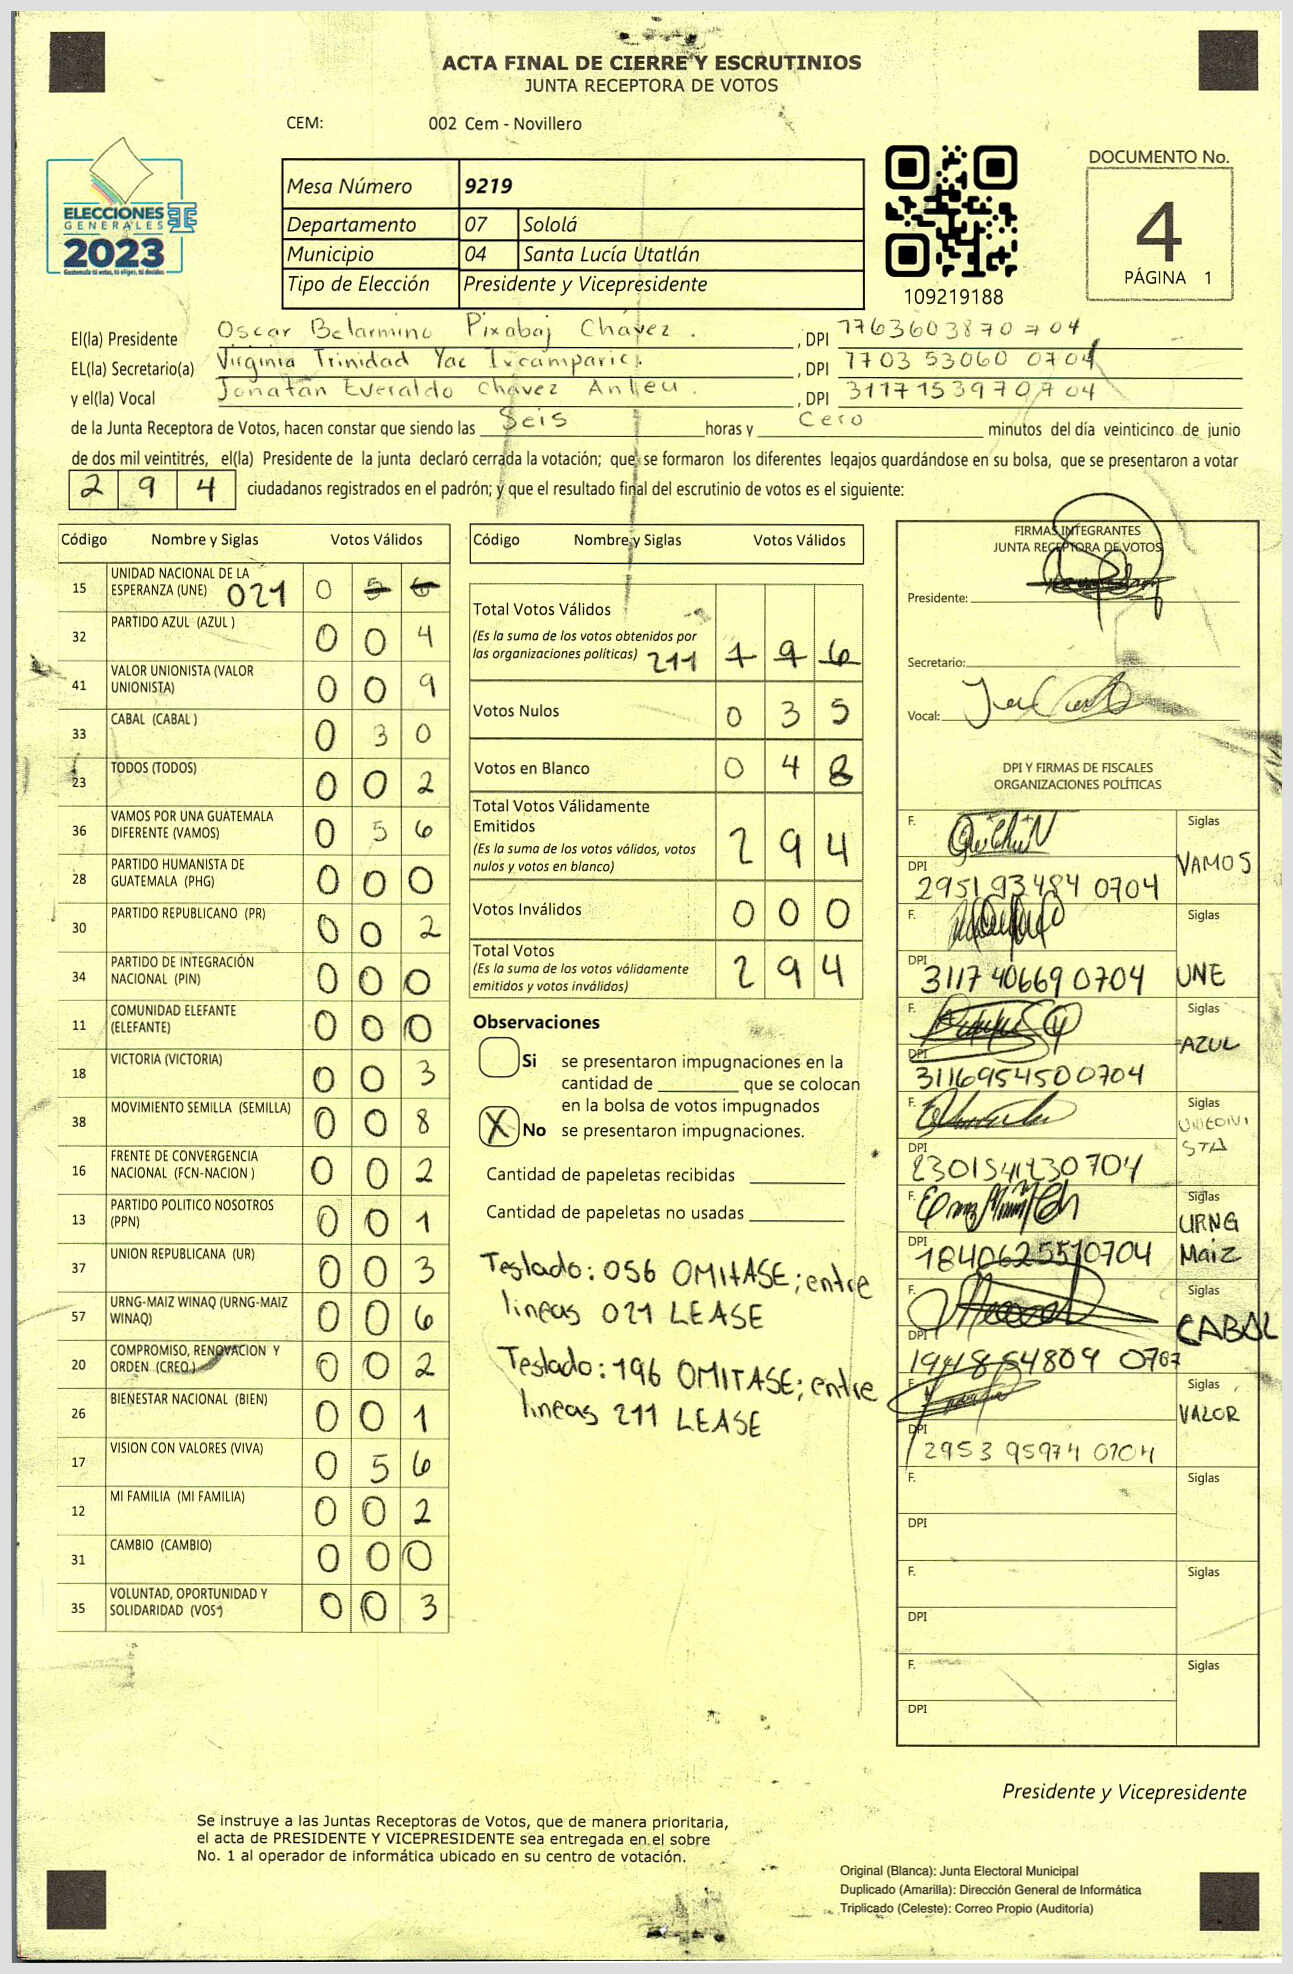 ACTA FINAL DE CIERRE Y ESCRUTINIOS
JUNTA RECEPTORA DE VOTOS
CEM: 002 Cem - Novillero
ELECCIONES
GENERALES
2023
Guatemala tú votas, tú eliges, tú decides
Mesa Número 9219
Departamento 07 Sololá
Municipio 04 Santa Lucía Utatlán
Tipo de Elección Presidente y Vicepresidente
109219188
DOCUMENTO No.
4
PÁGINA 1
El(la) Presidente Oscar Belarmino Pixabaj Chávez. , DPI 7763603870704
EL(la) Secretario(a) Virginia Trinidad Yac , DPI 7703 53060 0704
y el(la) Vocal Jonatan Everaldo Chávez , DPI 3117153970704
de la Junta Receptora de Votos, hacen constar que siendo las Seis horas y Cero minutos del día veinticinco de junio
de dos mil veintitrés, el(la) Presidente de la junta declaró cerrada la votación; que se formaron los diferentes legajos quardándose en su bolsa, que se presentaron a votar
294 ciudadanos registrados en el padrón; y que el resultado final del escrutinio de votos es el siguiente:
Código Nombre y Siglas Votos Válidos
15 UNIDAD NACIONAL DE LA ESPERANZA (UNE) 021 0 5 6
32 PARTIDO AZUL (AZUL ) 0 0 4
41 VALOR UNIONISTA (VALOR UNIONISTA) 0 0 9
33 CABAL (CABAL ) 0 3 0
23 TODOS (TODOS) 0 0 2
36 VAMOS POR UNA GUATEMALA DIFERENTE (VAMOS) 0 5 6
28 PARTIDO HUMANISTA DE GUATEMALA (PHG) 0 0 0
30 PARTIDO REPUBLICANO (PR) 0 0 2
34 PARTIDO DE INTEGRACIÓN NACIONAL (PIN) 0 0 0
11 COMUNIDAD ELEFANTE (ELEFANTE) 0 0 0
18 VICTORIA (VICTORIA) 0 0 3
38 MOVIMIENTO SEMILLA (SEMILLA) 0 0 8
16 FRENTE DE CONVERGENCIA NACIONAL (FCN-NACION ) 0 0 2
13 PARTIDO POLITICO NOSOTROS (PPN) 0 0 1
37 UNION REPUBLICANA (UR) 0 0 3
57 URNG-MAIZ WINAQ (URNG-MAIZ WINAQ) 0 0 6
20 COMPROMISO, RENOVACION Y ORDEN (CREO ) 0 0 2
26 BIENESTAR NACIONAL (BIEN) 0 0 1
17 VISION CON VALORES (VIVA) 0 5 6
12 MI FAMILIA (MI FAMILIA) 0 0 2
31 CAMBIO (CAMBIO) 0 0 0
35 VOLUNTAD, OPORTUNIDAD Y SOLIDARIDAD (VOS) 0 0 3
Código Nombre y Siglas Votos Válidos
Total Votos Válidos
(Es la suma de los votos obtenidos por
las organizaciones políticas) 211 1 9 6
Votos Nulos 0 3 5
Votos en Blanco 0 4 8
Total Votos Válidamente
Emitidos
(Es la suma de los votos válidos, votos
nulos y votos en blanco) 2 9 4
Votos Inválidos 0 0 0
Total Votos
(Es la suma de los votos válidamente
emitidos y votos inválidos) 2 9 4
Observaciones
Si se presentaron impugnaciones en la
cantidad de ________ que se colocan
en la bolsa de votos impugnados
X No se presentaron impugnaciones.
Cantidad de papeletas recibidas ________
Cantidad de papeletas no usadas ________
Testado: 056 OMITASE; entre
lineas 021 LEASE
Testado: 196 OMITASE; entre
lineas 211 LEASE
FIRMAS INTEGRANTES
JUNTA RECEPTORA DE VOTOS
Presidente:
Secretario:
Vocal:
DPI Y FIRMAS DE FISCALES
ORGANIZACIONES POLÍTICAS
F. Siglas VAMOS
DPI 2951 93484 0704
F. Siglas UNE
DPI 3117 40669 0704
F. Siglas AZUL
DPI 3116954500704
F. Siglas
DPI
F. Siglas URNG Maiz
DPI 1840625510704
F. Siglas CABAL
DPI
F. Siglas VALOR
DPI 2953 95974 0704
F. Siglas
DPI
F. Siglas
DPI
F. Siglas
DPI
Presidente y Vicepresidente
Se instruye a las Juntas Receptoras de Votos, que de manera prioritaria,
el acta de PRESIDENTE Y VICEPRESIDENTE sea entregada en el sobre
No. 1 al operador de informática ubicado en su centro de votación.
Original (Blanca): Junta Electoral Municipal
Duplicado (Amarilla): Dirección General de Informática
Triplicado (Celeste): Correo Propio (Auditoría)